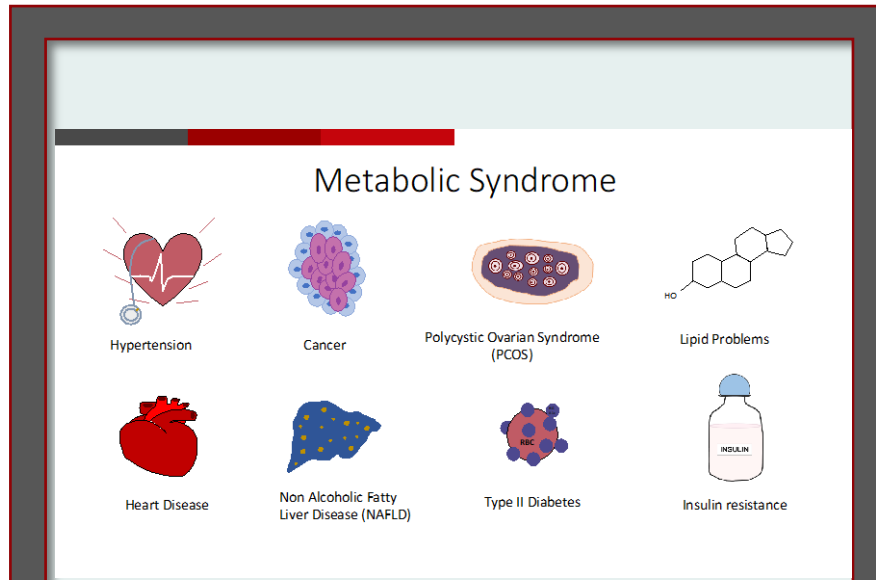 Metabolic Syndrome
HO
Hypertension
Cancer
Polycystic Ovarian Syndrome
(PCOS)
Lipid Problems
RBC
INSULIN
Heart Disease
Non Alcoholic Fatty
Liver Disease (NAFLD)
Type II Diabetes
Insulin resistance